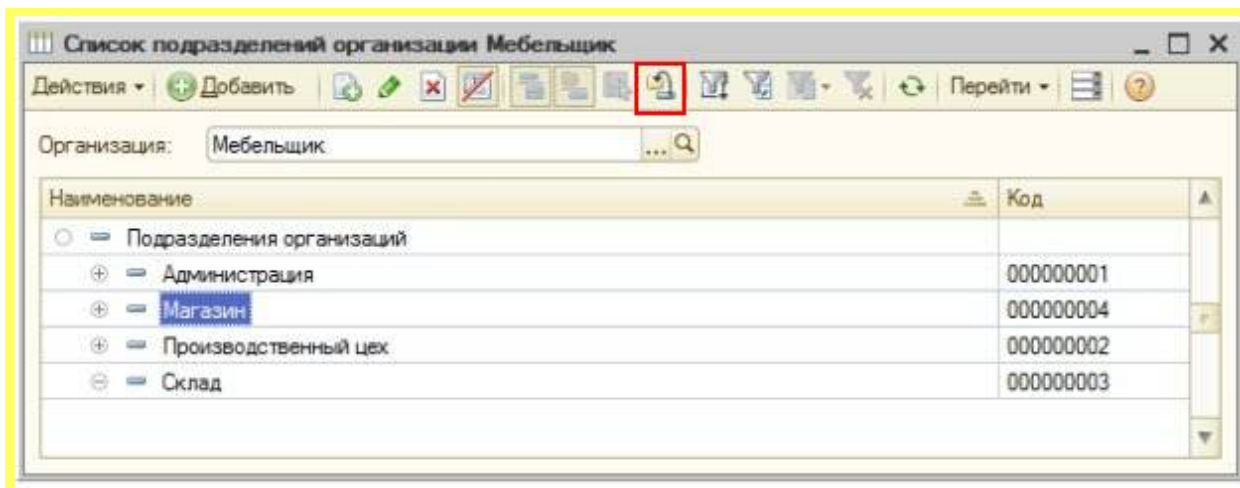 Список подразделений организации Мебельщик
Действия Добавить Перейти ?
Организация: Мебельщик ...
Наименование Код
Подразделения организаций
Администрация 000000001
Магазин 000000004
Производственный цех 000000002
Склад 000000003